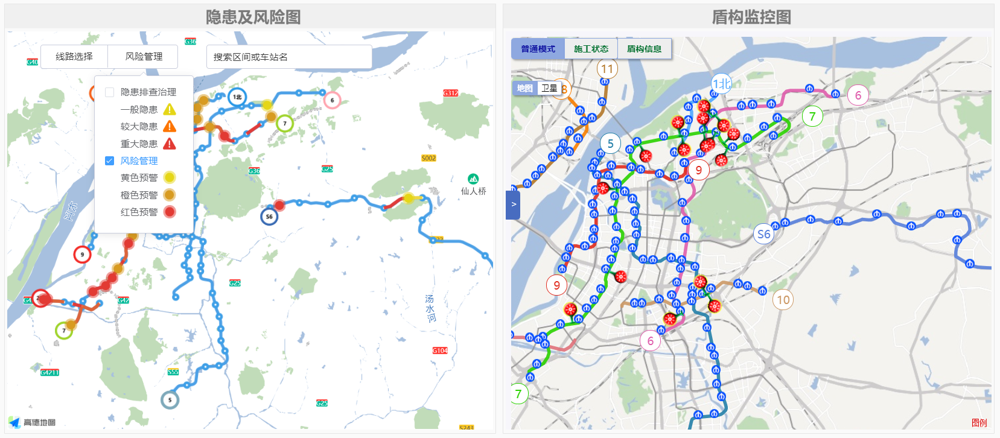 隐患及风险图
G36
G40
线路选择
风险管理
搜索区间或车站名
隐患排查治理
一般隐患
较大隐患
重大隐患
风险管理
黄色预警
橙色预警
红色预警
1北
6
G312
7
S002
G36
G25
仙人桥
长江
S6
9
G25
G42
汤水河
7
G104
G4211
S55
5
G25
高德地图
S243
盾构监控图
普通模式
施工状态
盾构信息
地图
卫星
8
11
1北
6
7
5
9
>
S6
9
10
6
7
图例